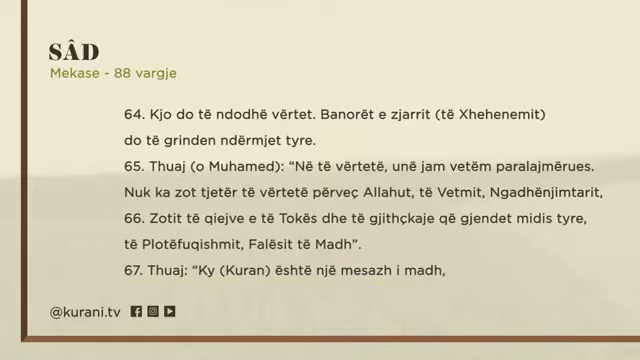 SÂD
Mekase - 88 vargje
64. Kjo do të ndodhë vërtet. Banorët e zjarrit (të Xhehenemit)
do të grinden ndërmjet tyre.
65. Thuaj (o Muhamed): “Në të vërtetë, unë jam vetëm paralajmërues.
Nuk ka zot tjetër të vërtetë përveç Allahut, të Vetmit, Ngadhënjimtarit,
66. Zotit të qiejve e të Tokës dhe të gjithçkaje që gjendet midis tyre,
të Plotëfuqishmit, Falësit të Madh”.
67. Thuaj: “Ky (Kuran) është një mesazh i madh,
@kurani.tv